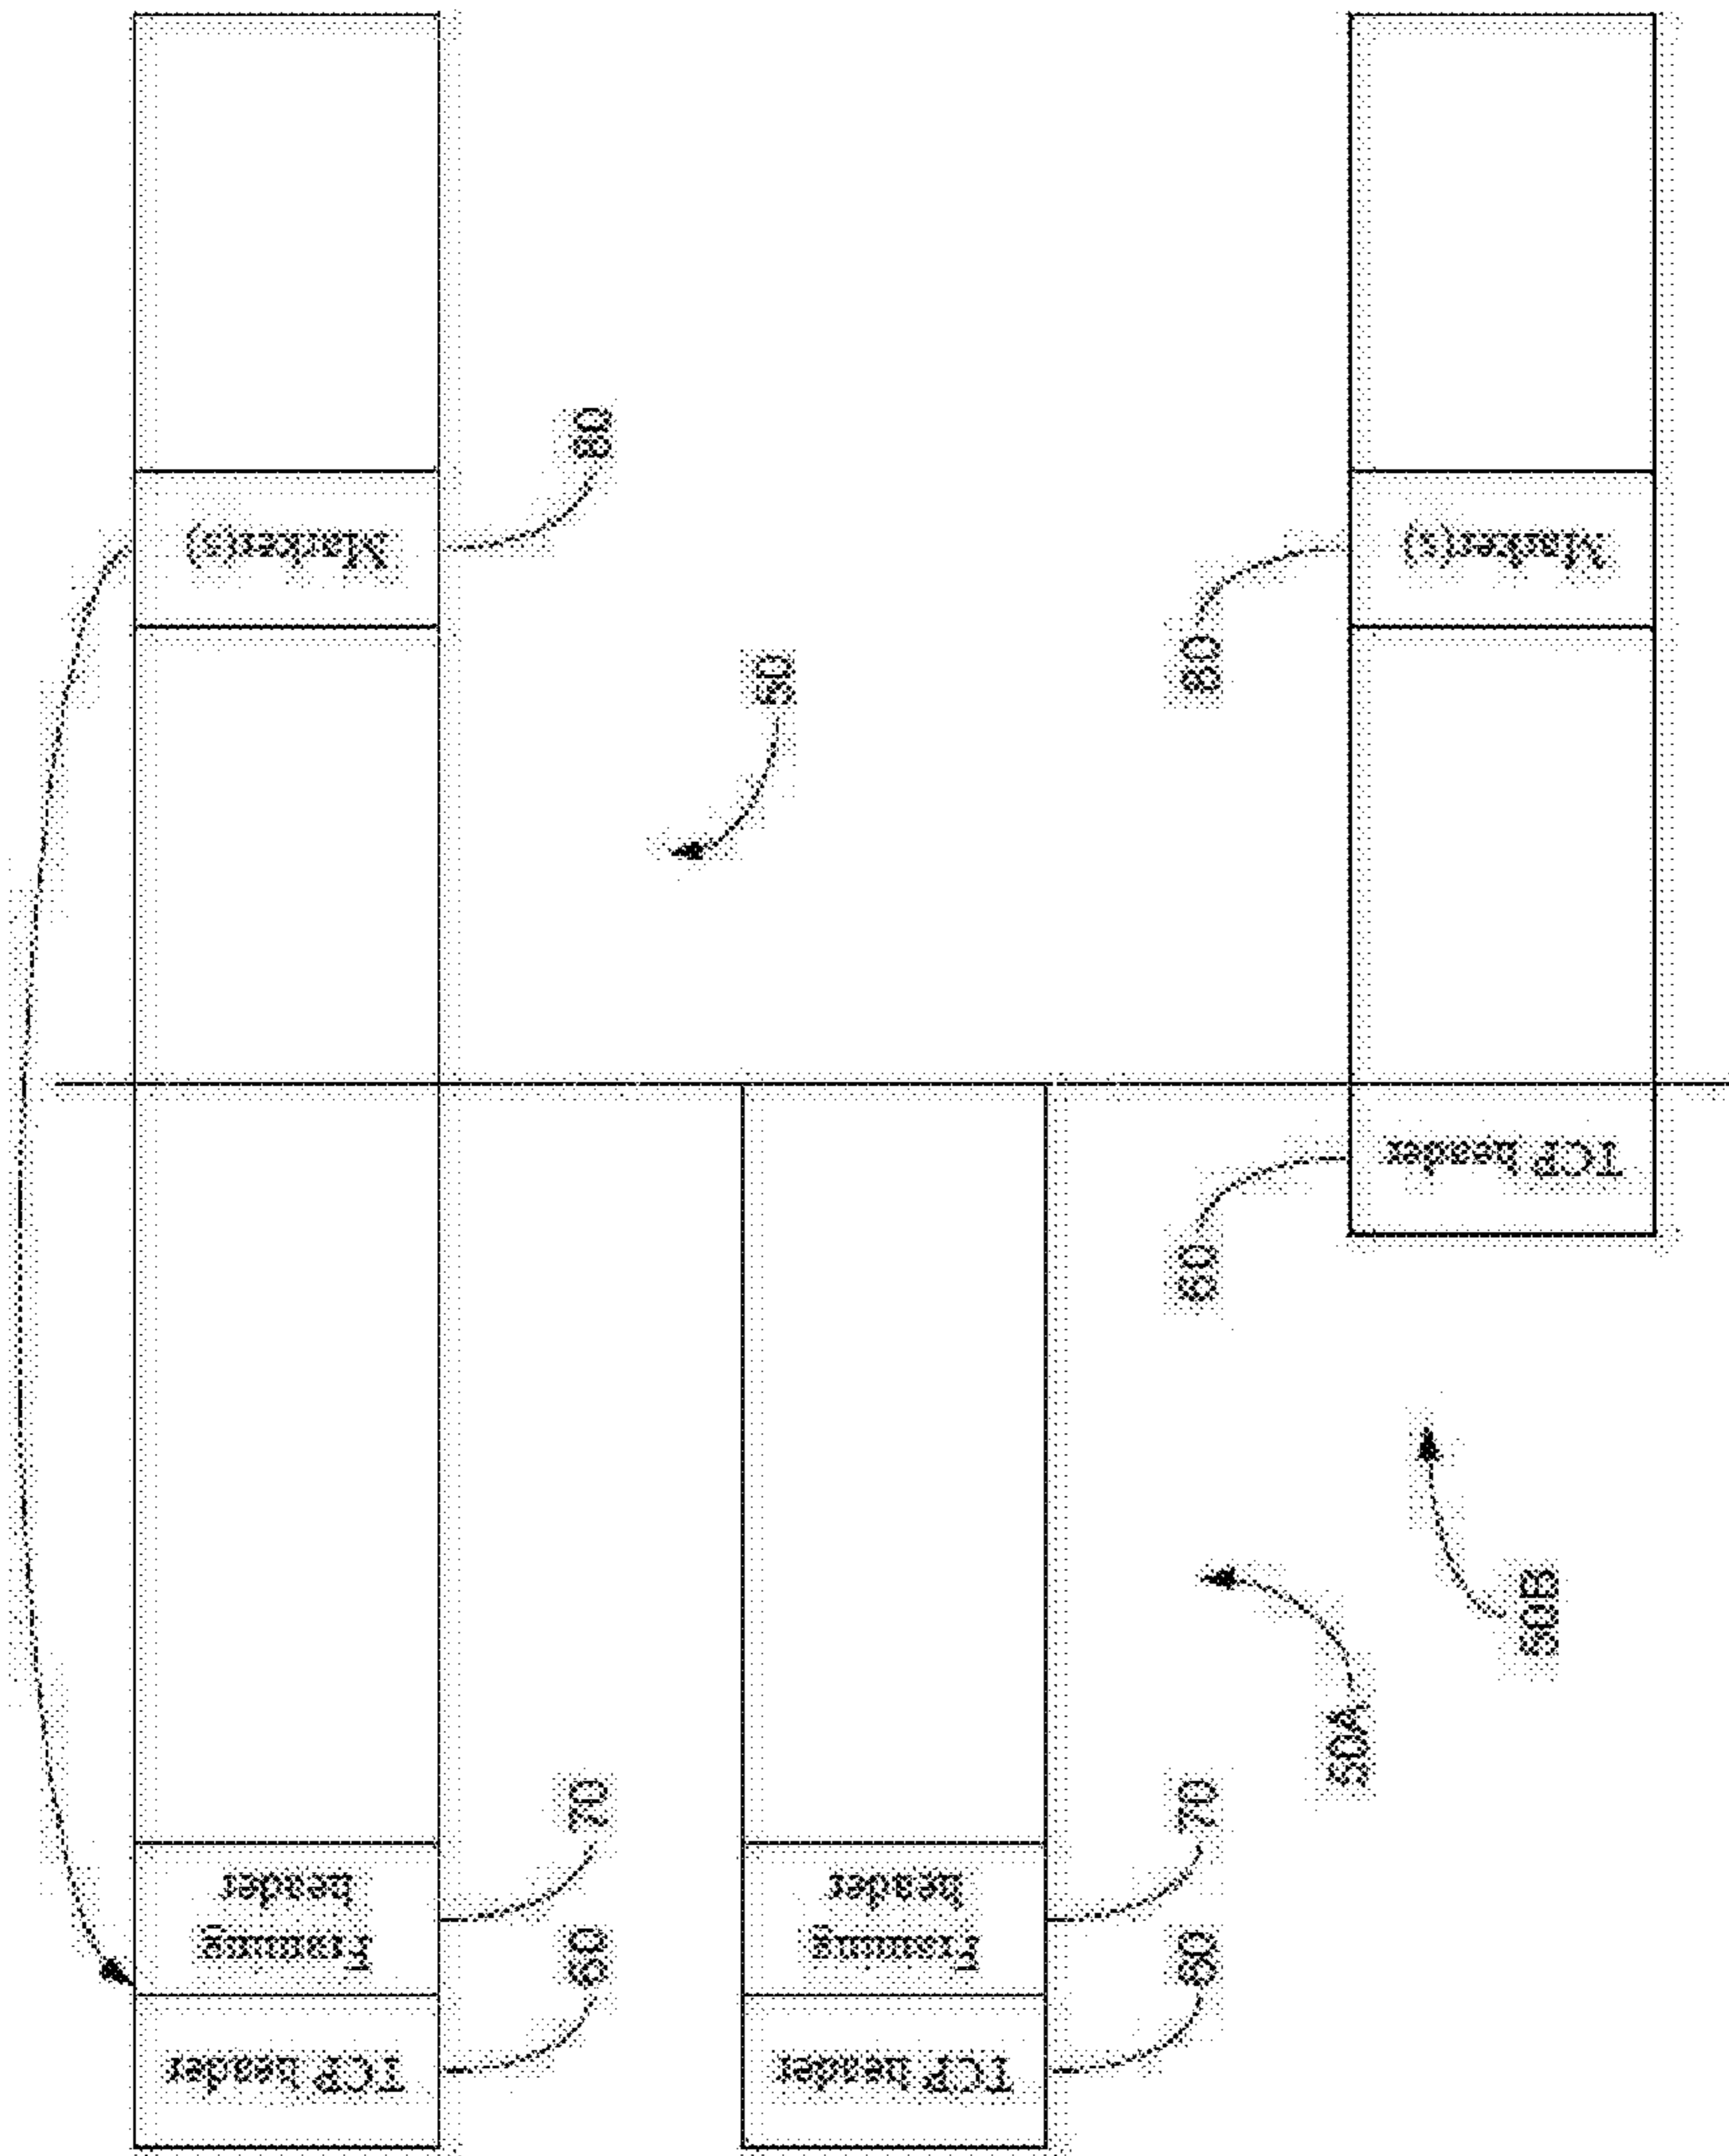 TCP header
TCP header
60
Framing
header
60
Framing
header
70
70
50A
50B
60
TCP header
50
80
Marker(s)
Marker(s)
80